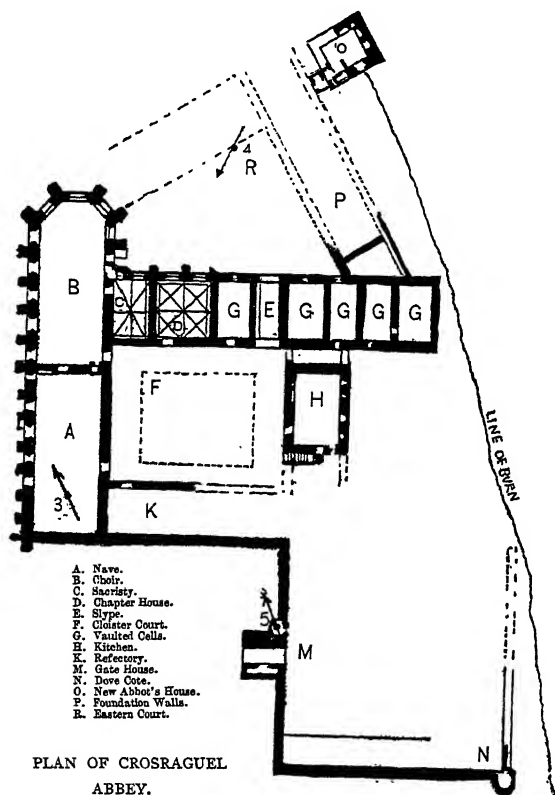 O
4
R
P
B
C
D
G
E
G
G
G
G
F
H
A
3
K
LINE OF BURN
A. Nave.
B. Choir.
C. Sacristy.
D. Chapter House.
E. Slype.
F. Cloister Court.
G. Vaulted Cells.
H. Kitchen.
K. Refectory.
M. Gate House.
N. Dove Cote.
O. New Abbot's House.
P. Foundation Walls.
R. Eastern Court.
5
M
N
PLAN OF CROSRAGUEL
ABBEY.